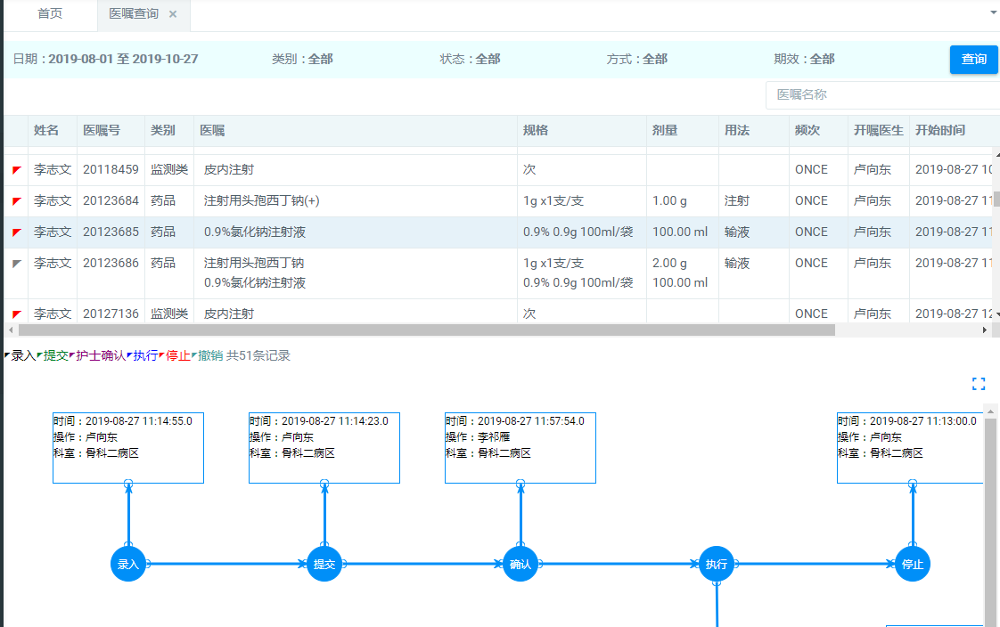 首页 医嘱查询 ×
日期：2019-08-01 至 2019-10-27 类别：全部 状态：全部 方式：全部 期效：全部 查询
医嘱名称
姓名 医嘱号 类别 医嘱 规格 剂量 用法 频次 开嘱医生 开始时间
李志文 20118459 监测类 皮内注射 次 ONCE 卢向东 2019-08-27 10
李志文 20123684 药品 注射用头孢西丁钠(+) 1g x1支/支 1.00 g 注射 ONCE 卢向东 2019-08-27 11
李志文 20123685 药品 0.9%氯化钠注射液 0.9% 0.9g 100ml/袋 100.00 ml 输液 ONCE 卢向东 2019-08-27 11
李志文 20123686 药品 注射用头孢西丁钠 1g x1支/支 2.00 g 输液 ONCE 卢向东 2019-08-27 11
0.9%氯化钠注射液 0.9% 0.9g 100ml/袋 100.00 ml
李志文 20127136 监测类 皮内注射 次 ONCE 卢向东 2019-08-27 12
录入 提交 护士确认 执行 停止 撤销 共51条记录
时间：2019-08-27 11:14:55.0 时间：2019-08-27 11:14:23.0 时间：2019-08-27 11:57:54.0 时间：2019-08-27 11:13:00.0
操作：卢向东 操作：卢向东 操作：李祁雁 操作：卢向东
科室：骨科二病区 科室：骨科二病区 科室：骨科二病区 科室：骨科二病区
录入 提交 确认 执行 停止